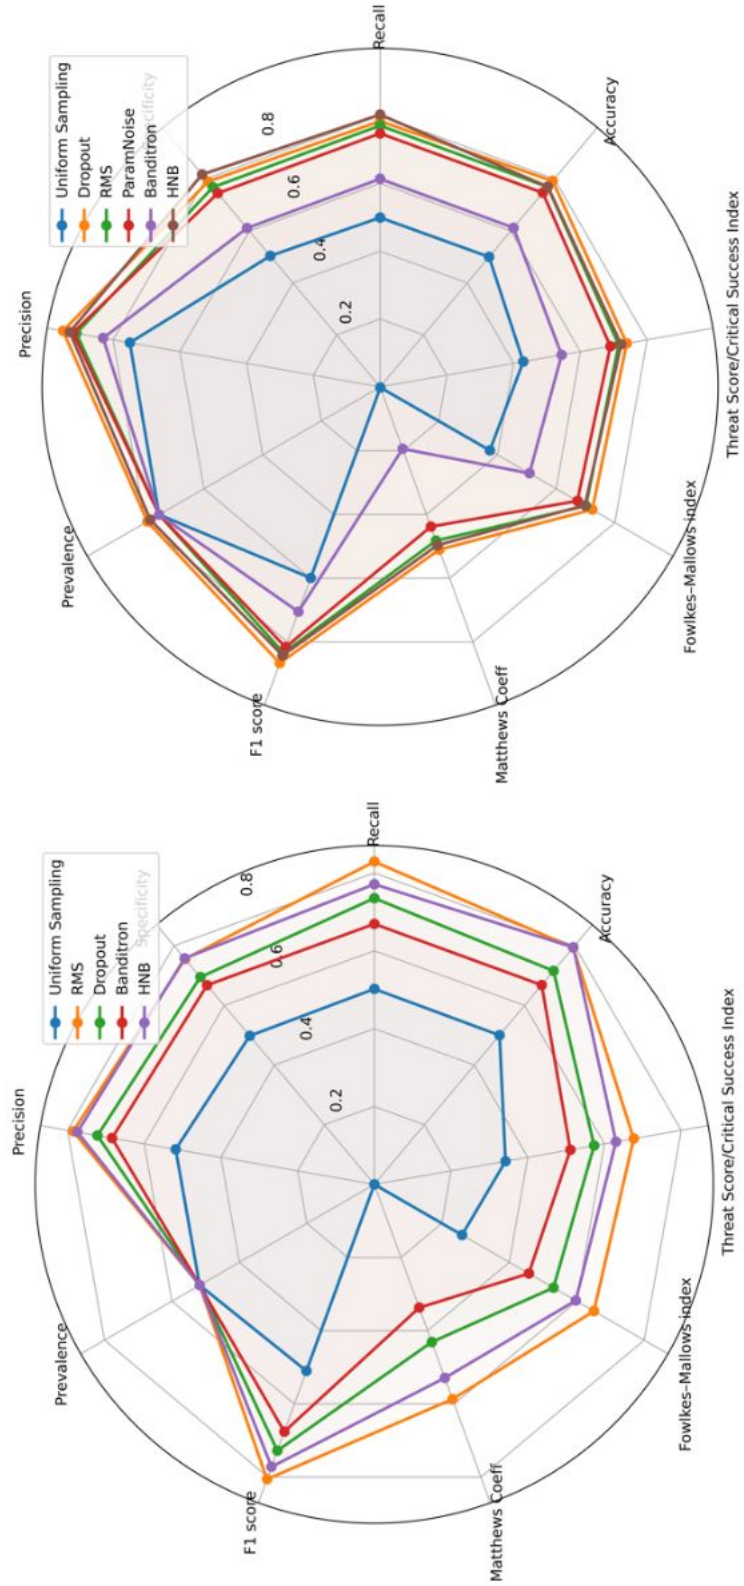 Recall
Accuracy
Threat Score/Critical Success Index
Fowlkes–Mallows index
Matthews Coeff
F1 score
Prevalence
Precision
Specificity
0.2
0.4
0.6
0.8
Uniform Sampling
Dropout
RMS
ParamNoise
Banditron
HNB
Recall
Accuracy
Threat Score/Critical Success Index
Fowlkes–Mallows index
Matthews Coeff
F1 score
Prevalence
Precision
Specificity
0.2
0.4
0.6
0.8
Uniform Sampling
RMS
Dropout
Banditron
HNB